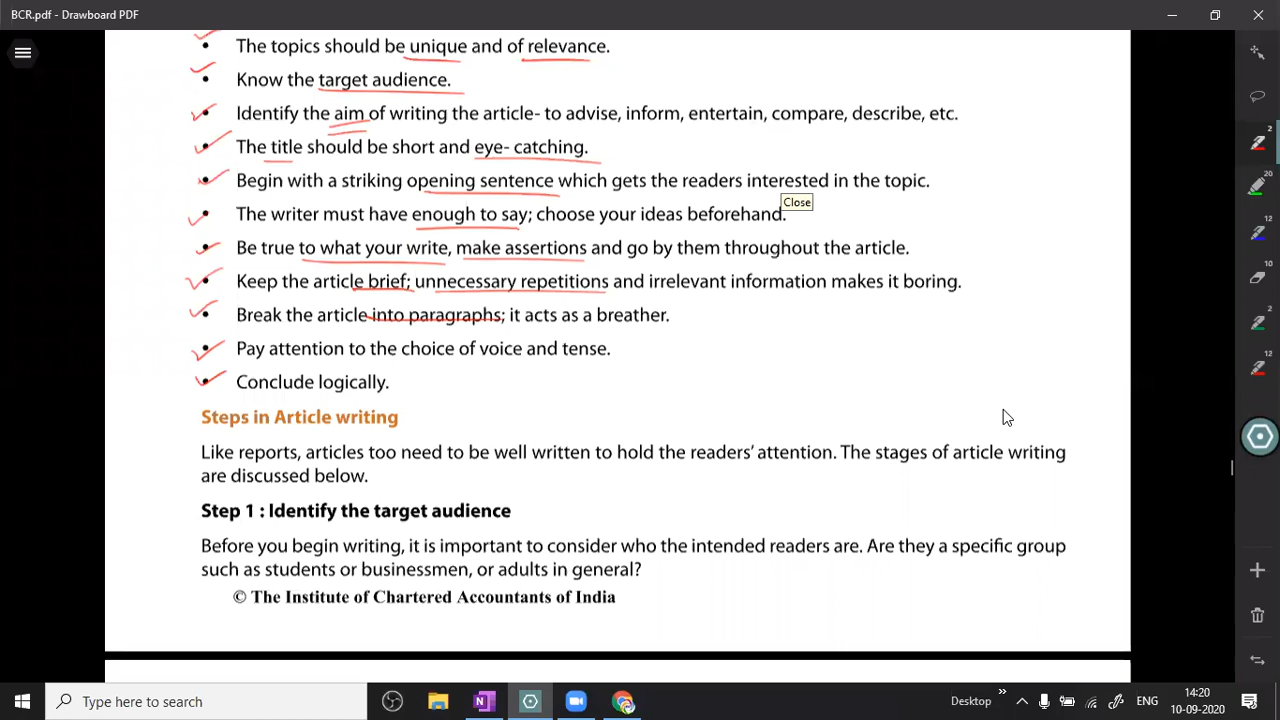 BCR.pdf - Drawboard PDF
• The topics should be unique and of relevance.
• Know the target audience.
• Identify the aim of writing the article- to advise, inform, entertain, compare, describe, etc.
• The title should be short and eye- catching.
• Begin with a striking opening sentence which gets the readers interested in the topic.
Close
• The writer must have enough to say; choose your ideas beforehand.
• Be true to what your write, make assertions and go by them throughout the article.
• Keep the article brief; unnecessary repetitions and irrelevant information makes it boring.
• Break the article into paragraphs; it acts as a breather.
• Pay attention to the choice of voice and tense.
• Conclude logically.
Steps in Article writing
Like reports, articles too need to be well written to hold the readers' attention. The stages of article writing
are discussed below.
Step 1 : Identify the target audience
Before you begin writing, it is important to consider who the intended readers are. Are they a specific group
such as students or businessmen, or adults in general?
© The Institute of Chartered Accountants of India
2
20
12
10
2
12
Type here to search
Desktop
ENG
14:20
10-09-2020